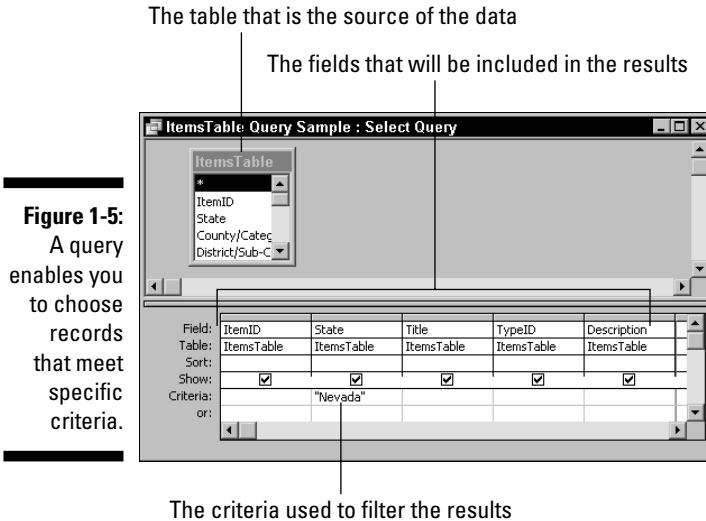 The table that is the source of the data
The fields that will be included in the results
ItemsTable Query Sample : Select Query
ItemsTable
*
ItemID
State
County/Categ
District/Sub-C
Figure 1-5:
A query
enables you
to choose
records
that meet
specific
criteria.
Field: ItemID State Title TypeID Description
Table: ItemsTable ItemsTable ItemsTable ItemsTable ItemsTable
Sort:
Show:
Criteria: "Nevada"
or:
The criteria used to filter the results